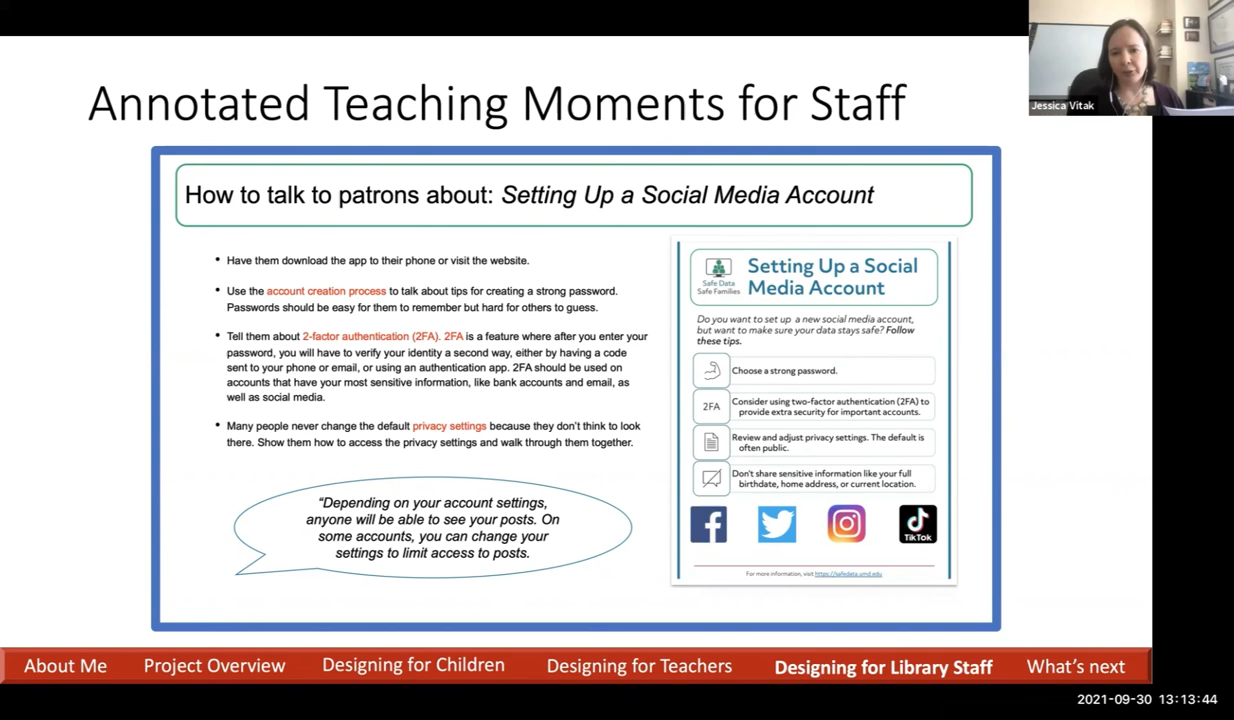 Annotated Teaching Moments for Staff
Jessica Vitak
How to talk to patrons about: Setting Up a Social Media Account
• Have them download the app to their phone or visit the website.
• Use the account creation process to talk about tips for creating a strong password.
Passwords should be easy for them to remember but hard for others to guess.
• Tell them about 2-factor authentication (2FA). 2FA is a feature where after you enter your
password, you will have to verify your identity a second way, either by having a code
sent to your phone or email, or using an authentication app. 2FA should be used on
accounts that have your most sensitive information, like bank accounts and email, as
well as social media.
• Many people never change the default privacy settings because they don't think to look
there. Show them how to access the privacy settings and walk through them together.
"Depending on your account settings,
anyone will be able to see your posts. On
some accounts, you can change your
settings to limit access to posts.
Safe Data
Safe Families
Setting Up a Social
Media Account
Do you want to set up a new social media account,
but want to make sure your data stays safe? Follow
these tips.
Choose a strong password.
2FA
Consider using two-factor authentication (2FA) to
provide extra security for important accounts.
Review and adjust privacy settings. The default is
often public.
Don't share sensitive information like your full
birthdate, home address, or current location.
TikTok
For more information, visit https://safedata.umd.edu
About Me
Project Overview
Designing for Children
Designing for Teachers
Designing for Library Staff
What's next
2021-09-30 13:13:44